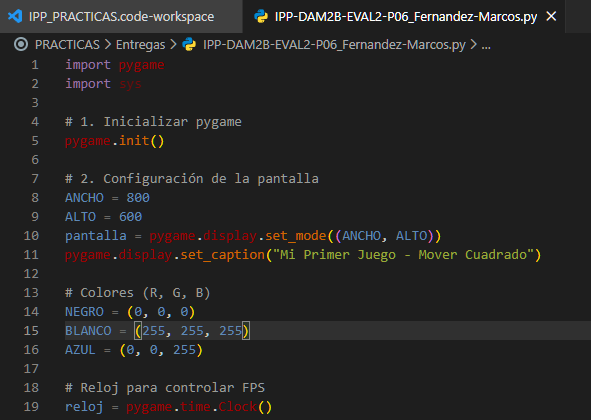 IPP_PRACTICAS.code-workspace IPP-DAM2B-EVAL2-P06_Fernandez-Marcos.py
PRACTICAS > Entregas > IPP-DAM2B-EVAL2-P06_Fernandez-Marcos.py > ...
1 import pygame
2 import sys
3
4 # 1. Inicializar pygame
5 pygame.init()
6
7 # 2. Configuración de la pantalla
8 ANCHO = 800
9 ALTO = 600
10 pantalla = pygame.display.set_mode((ANCHO, ALTO))
11 pygame.display.set_caption("Mi Primer Juego - Mover Cuadrado")
12
13 # Colores (R, G, B)
14 NEGRO = (0, 0, 0)
15 BLANCO = (255, 255, 255)
16 AZUL = (0, 0, 255)
17
18 # Reloj para controlar FPS
19 reloj = pygame.time.Clock()